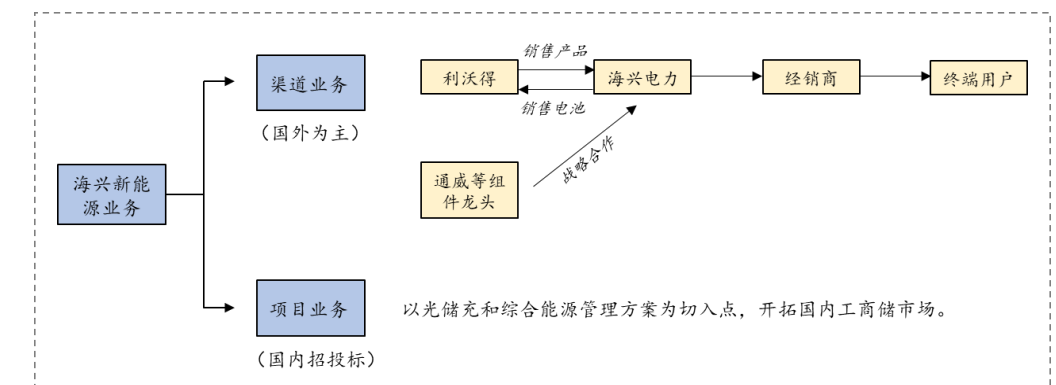 销售产品
渠道业务
利沃得
海兴电力
经销商
终端用户
销售电池
（国外为主）
战略合作
海兴新能
源业务
通威等组
件龙头
项目业务
以光储充和综合能源管理方案为切入点，开拓国内工商储市场。
（国内招投标）